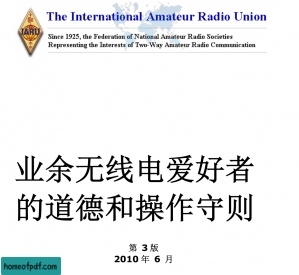 The International Amateur Radio Union
IARU
Since 1925, the Federation of National Amateur Radio Societies
Representing the Interests of Two-Way Amateur Radio Communication
业余无线电爱好者
的道德和操作守则
第 3 版
2010 年 6 月
homeofpdf.com